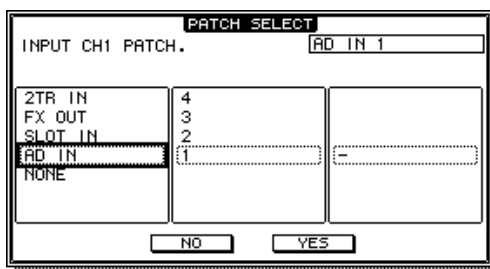 PATCH SELECT
INPUT CH1 PATCH. AD IN 1
2TR IN 4
FX OUT 3
SLOT IN 2
AD IN 1 -
NONE
NO YES